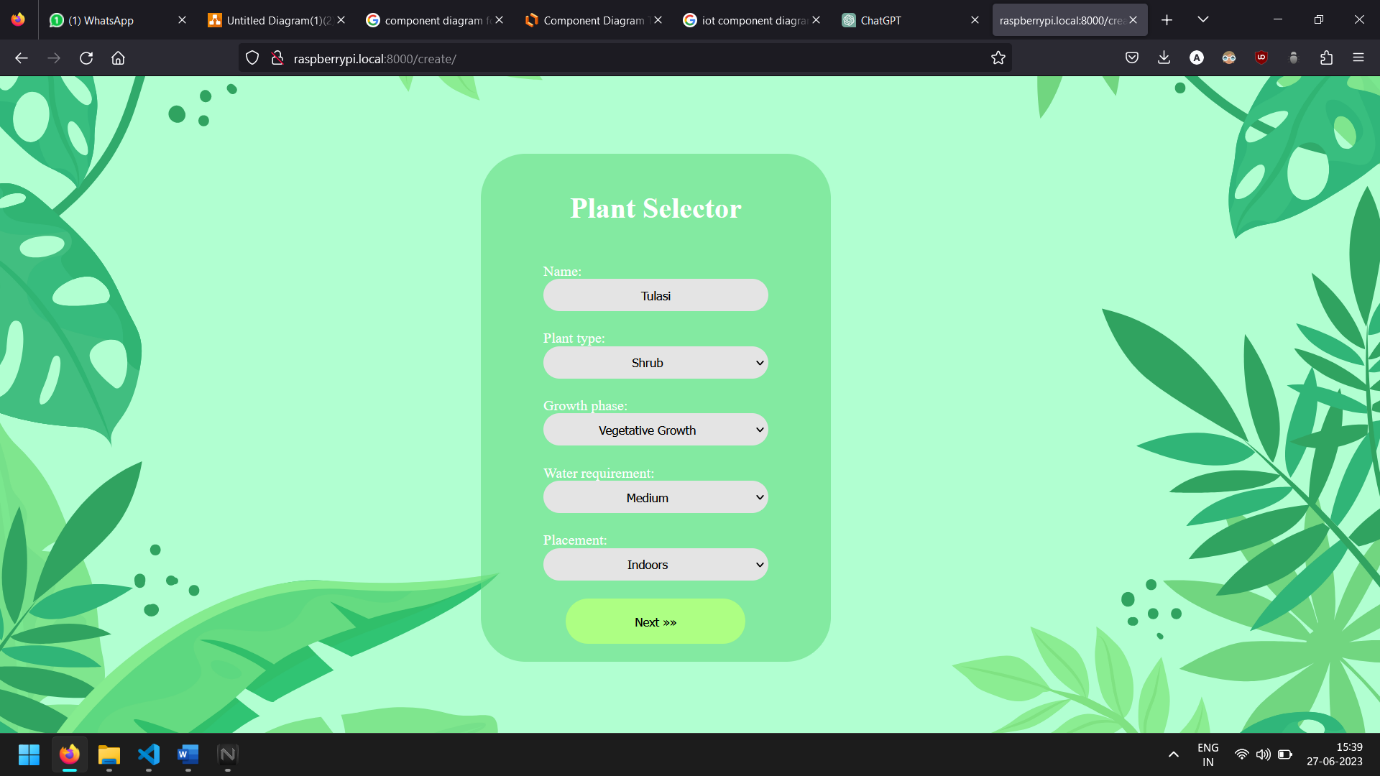 (1) WhatsApp
Untitled Diagram(1)(2
component diagram f
Component Diagram T
iot component diagra
ChatGPT
raspberrypi.local:8000/cre
raspberrypi.local:8000/create/
Plant Selector
Name:
Tulasi
Plant type:
Shrub
Growth phase:
Vegetative Growth
Water requirement:
Medium
Placement:
Indoors
Next »»
ENG
IN
15:39
27-06-2023